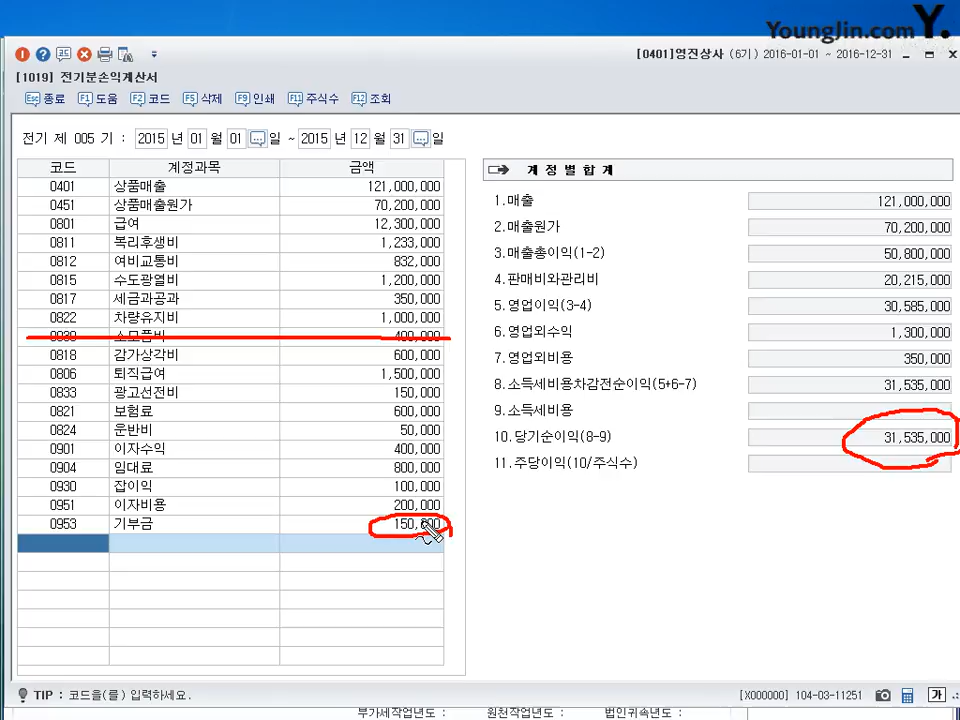 YoungJin.com Y.
[0401]영진상사 (6기) 2016-01-01 ~ 2016-12-31
[1019] 전기분손익계산서
Esc 종료 F1 도움 F2 코드 F5 삭제 F9 인쇄 F11 주식수 F12 조회
전기 제 005 기 : 2015 년 01 월 01 일 ~ 2015 년 12 월 31 일
코드 계정과목 금액
0401 상품매출 121,000,000
0451 상품매출원가 70,200,000
0801 급여 12,300,000
0811 복리후생비 1,233,000
0812 여비교통비 832,000
0815 수도광열비 1,200,000
0817 세금과공과 350,000
0822 차량유지비 1,000,000
0830 소모품비 400,000
0818 감가상각비 600,000
0806 퇴직급여 1,500,000
0833 광고선전비 150,000
0821 보험료 600,000
0824 운반비 50,000
0901 이자수익 400,000
0904 임대료 800,000
0930 잡이익 100,000
0951 이자비용 200,000
0953 기부금 150,000
계 정 별 합 계
1.매출 121,000,000
2.매출원가 70,200,000
3.매출총이익(1-2) 50,800,000
4.판매비와관리비 20,215,000
5.영업이익(3-4) 30,585,000
6.영업외수익 1,300,000
7.영업외비용 350,000
8.소득세비용차감전순이익(5+6-7) 31,535,000
9.소득세비용
10.당기순이익(8-9) 31,535,000
11.주당이익(10/주식수)
TIP : 코드을(를) 입력하세요.
[X000000] 104-03-11251 가
부가세작업년도 : 원천작업년도 : 법인귀속년도 :